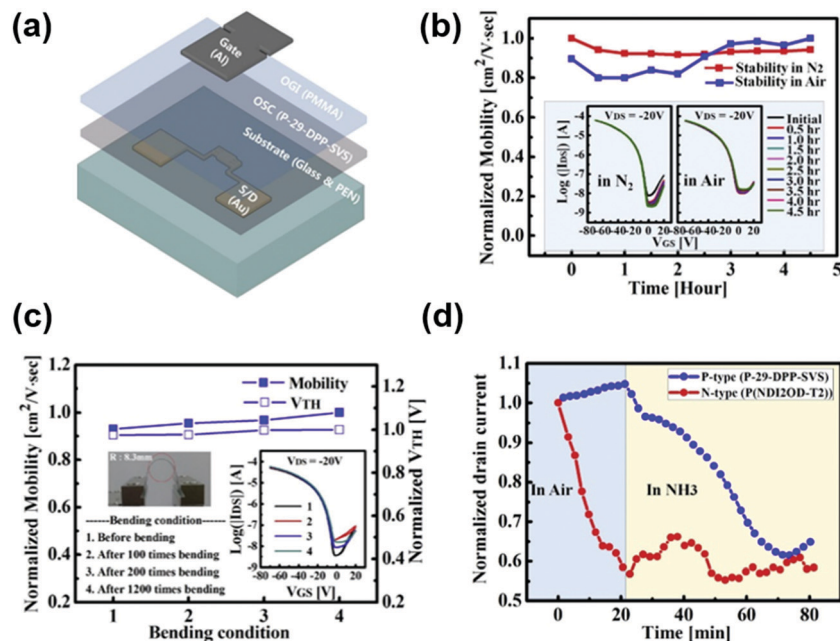 (a)
Gate
(Al)
OGI (PMMA)
OSC (P-29-DPP-SVS)
Substrate (Glass & PEN)
S/D
(Au)
(b)
Normalized Mobility [cm²/V·sec]
1.0
0.8
0.6
0.4
0.2
0.0
Stability in N₂
Stability in Air
Log (|IDS|) [A]
-4
-5
-6
-7
-8
-9
VDS = -20V
in N₂
-80 -60 -40 -20 0 20
VDS = -20V
in Air
-80 -60 -40 -20 0 20
VGS [V]
Initial
0.5 hr
1.0 hr
1.5 hr
2.0 hr
2.5 hr
3.0 hr
3.5 hr
4.0 hr
4.5 hr
0 1 2 3 4 5
Time [Hour]
(c)
Normalized Mobility [cm²/V·sec]
1.2
1.0
0.8
0.6
0.4
0.2
Mobility
VTH
R : 8.3mm
------Bending condition------
1. Before bending
2. After 100 times bending
3. After 200 times bending
4. After 1200 times bending
Log(|IDS|) [A]
-4
-5
-6
-7
-8
-9
VDS = -20V
1
2
3
4
-60 -40 -20 0 20
VGS [V]
1.2
1.0
0.8
0.6
0.4
0.2
Normalized VTH [V]
1 2 3 4
Bending condition
(d)
Normalized drain current
1.1
1.0
0.9
0.8
0.7
0.6
0.5
P-type (P-29-DPP-SVS)
N-type (P(NDI2OD-T2))
In Air
In NH3
0 20 40 60 80
Time [min]